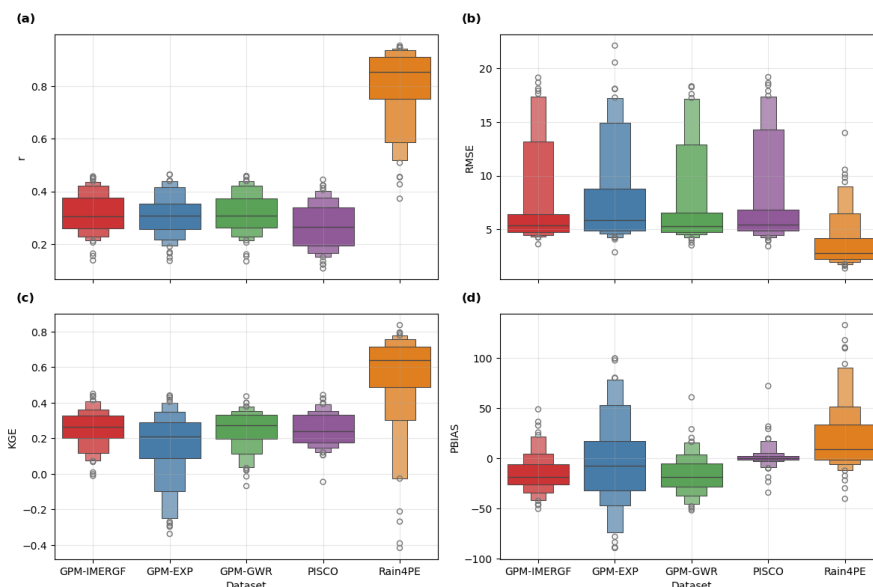 (a)
(b)
0.8
0.6
0.4
0.2
r
20
15
10
5
RMSE
(c)
(d)
0.8
0.6
0.4
0.2
0.0
−0.2
−0.4
KGE
100
50
0
−50
−100
PBIAS
GPM-IMERGF GPM-EXP GPM-GWR PISCO Rain4PE
Dataset
GPM-IMERGF GPM-EXP GPM-GWR PISCO Rain4PE
Dataset